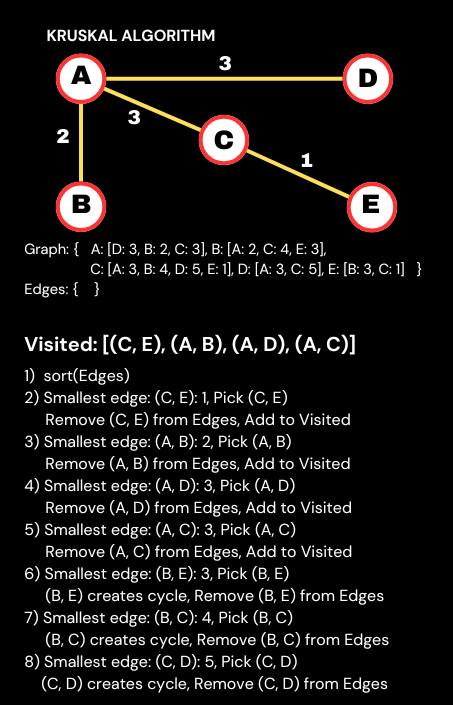 KRUSKAL ALGORITHM
A
3
D
2
3
C
1
B
E
Graph: { A: [D: 3, B: 2, C: 3], B: [A: 2, C: 4, E: 3],
C: [A: 3, B: 4, D: 5, E: 1], D: [A: 3, C: 5], E: [B: 3, C: 1] }
Edges: { }
Visited: [(C, E), (A, B), (A, D), (A, C)]
1) sort(Edges)
2) Smallest edge: (C, E): 1, Pick (C, E)
Remove (C, E) from Edges, Add to Visited
3) Smallest edge: (A, B): 2, Pick (A, B)
Remove (A, B) from Edges, Add to Visited
4) Smallest edge: (A, D): 3, Pick (A, D)
Remove (A, D) from Edges, Add to Visited
5) Smallest edge: (A, C): 3, Pick (A, C)
Remove (A, C) from Edges, Add to Visited
6) Smallest edge: (B, E): 3, Pick (B, E)
(B, E) creates cycle, Remove (B, E) from Edges
7) Smallest edge: (B, C): 4, Pick (B, C)
(B, C) creates cycle, Remove (B, C) from Edges
8) Smallest edge: (C, D): 5, Pick (C, D)
(C, D) creates cycle, Remove (C, D) from Edges